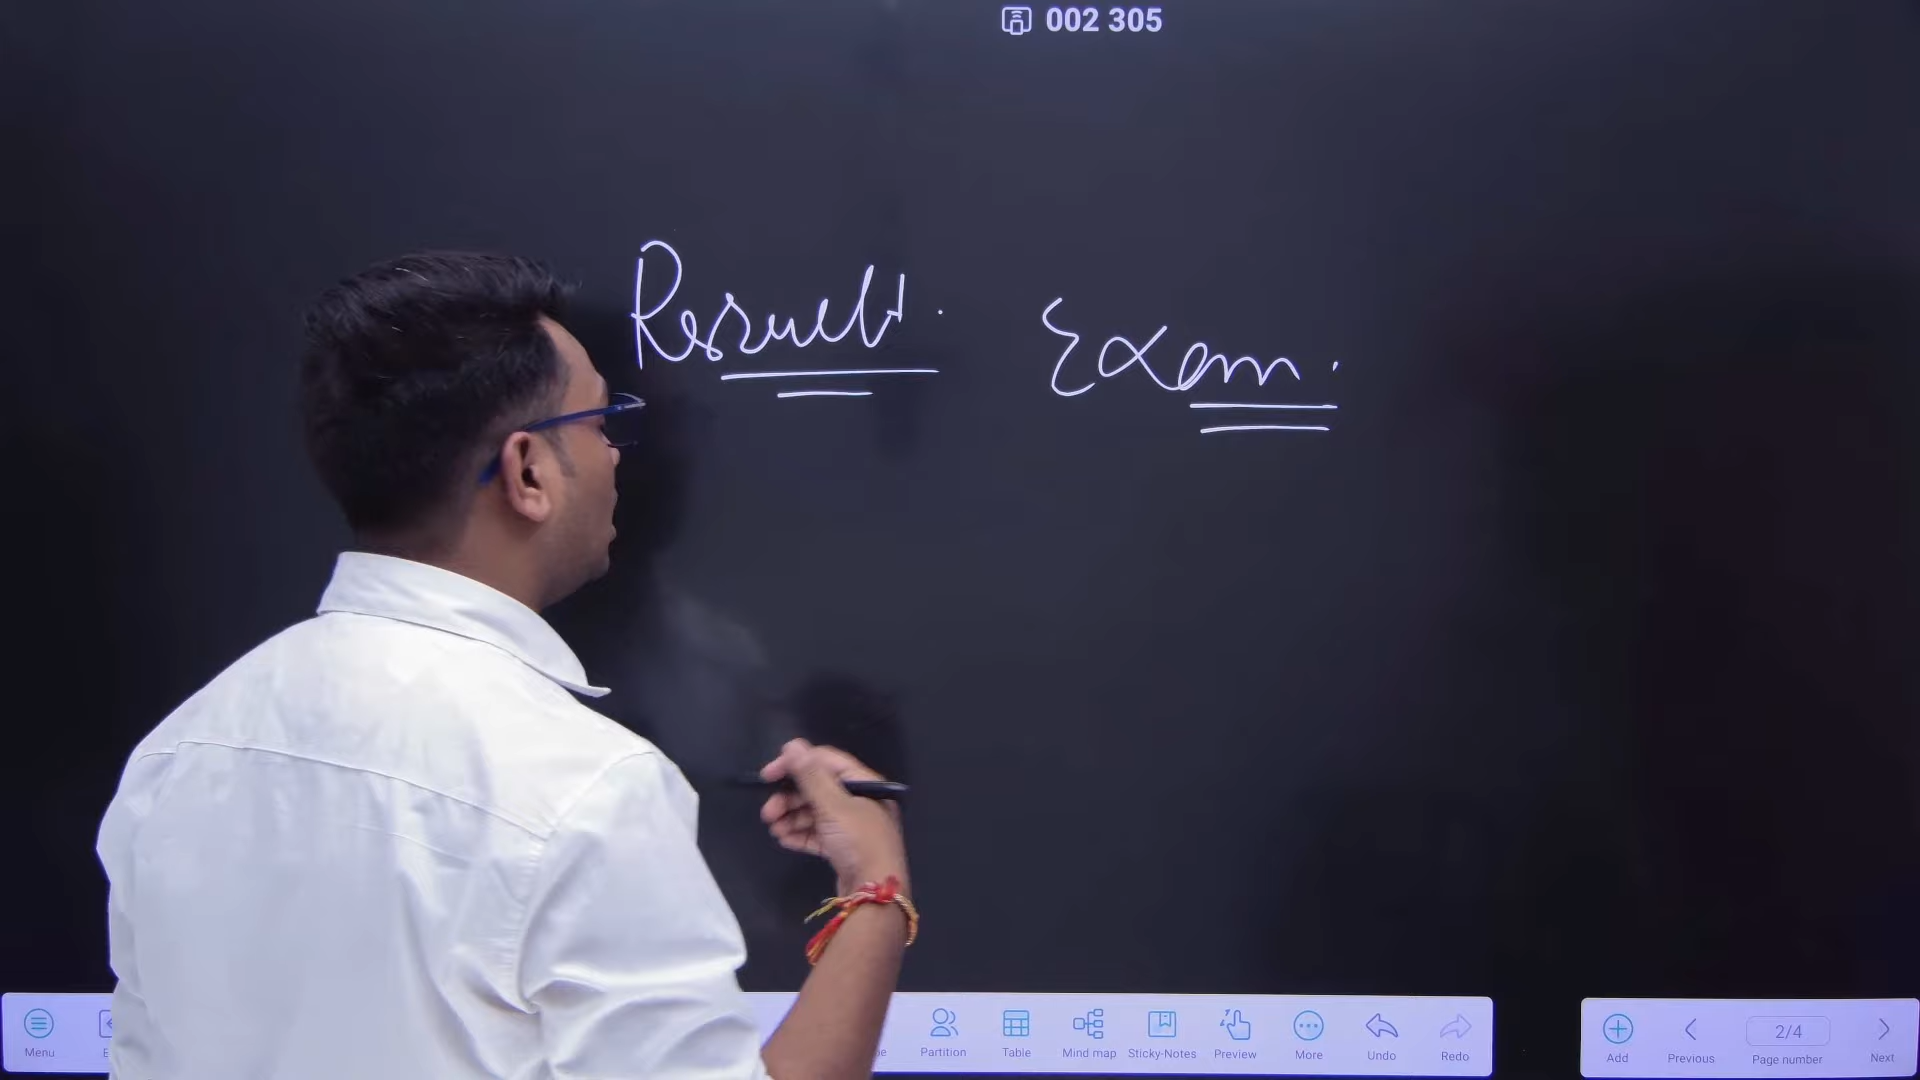 002 305
Result. Exam.
Menu Partition Table Mind map Sticky-Notes Preview More Undo Redo Add Previous 2/4 Page number Next